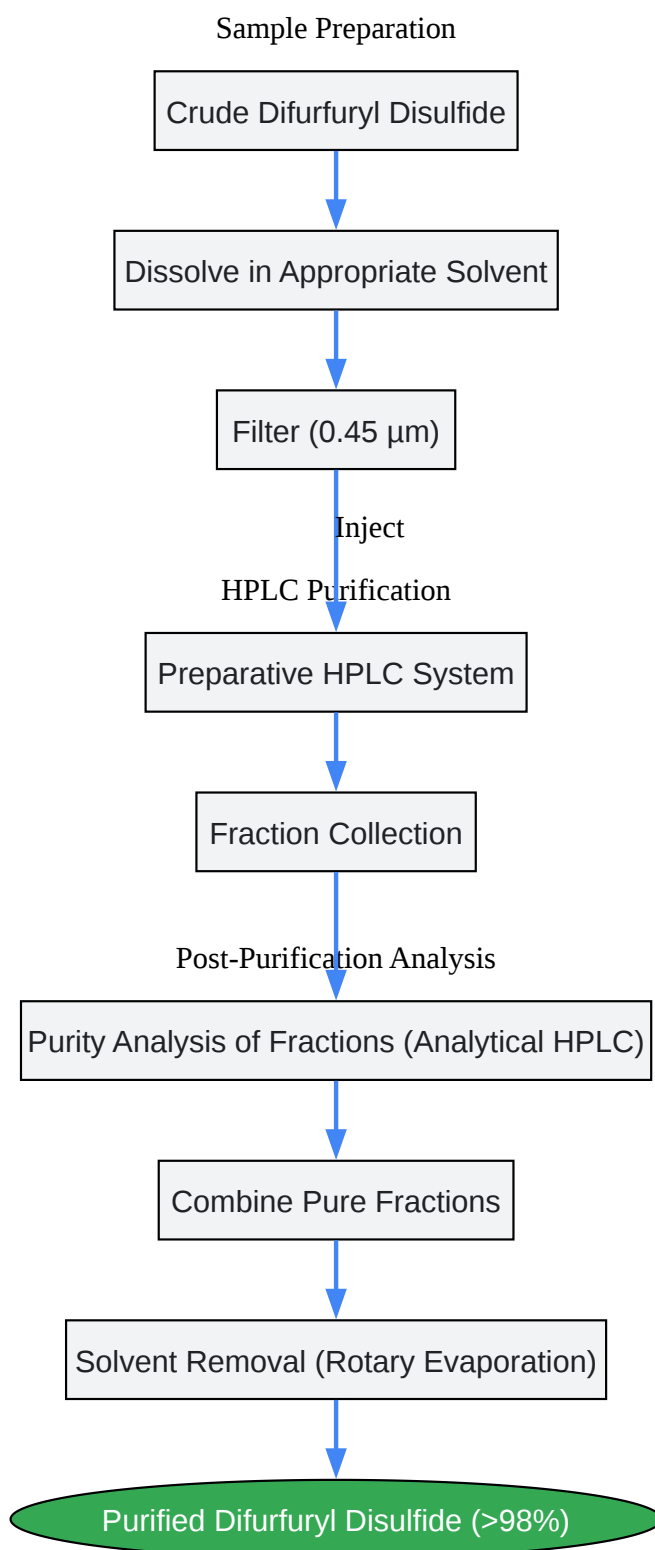 Sample Preparation
Crude Difurfuryl Disulfide
Dissolve in Appropriate Solvent
Filter (0.45 µm)
Inject
HPLC Purification
Preparative HPLC System
Fraction Collection
Post-Purification Analysis
Purity Analysis of Fractions (Analytical HPLC)
Combine Pure Fractions
Solvent Removal (Rotary Evaporation)
Purified Difurfuryl Disulfide (>98%)